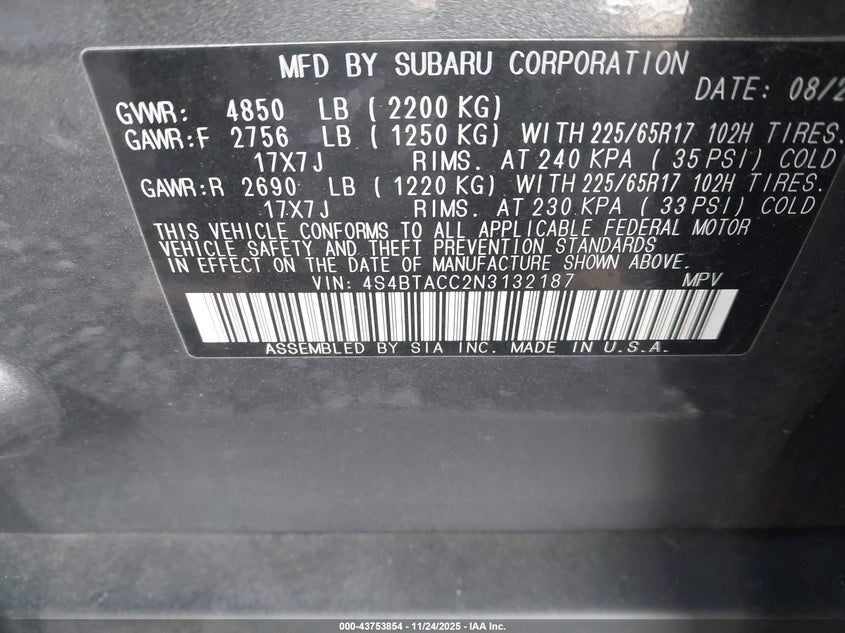 MFD BY SUBARU CORPORATION
DATE: 08/2
GVWR: 4850 LB ( 2200 KG)
GAWR:F 2756 LB ( 1250 KG) WITH 225/65R17 102H TIRES.
17X7J RIMS. AT 240 KPA ( 35 PSI) COLD
GAWR:R 2690 LB ( 1220 KG) WITH 225/65R17 102H TIRES.
17X7J RIMS. AT 230 KPA ( 33 PSI) COLD
THIS VEHICLE CONFORMS TO ALL APPLICABLE FEDERAL MOTOR
VEHICLE SAFETY AND THEFT PREVENTION STANDARDS
IN EFFECT ON THE DATE OF MANUFACTURE SHOWN ABOVE.
VIN: 4S4BTACC2N3132187 MPV
ASSEMBLED BY SIA INC. MADE IN U.S.A.
000-43753854 - 11/24/2025 - IAA Inc.